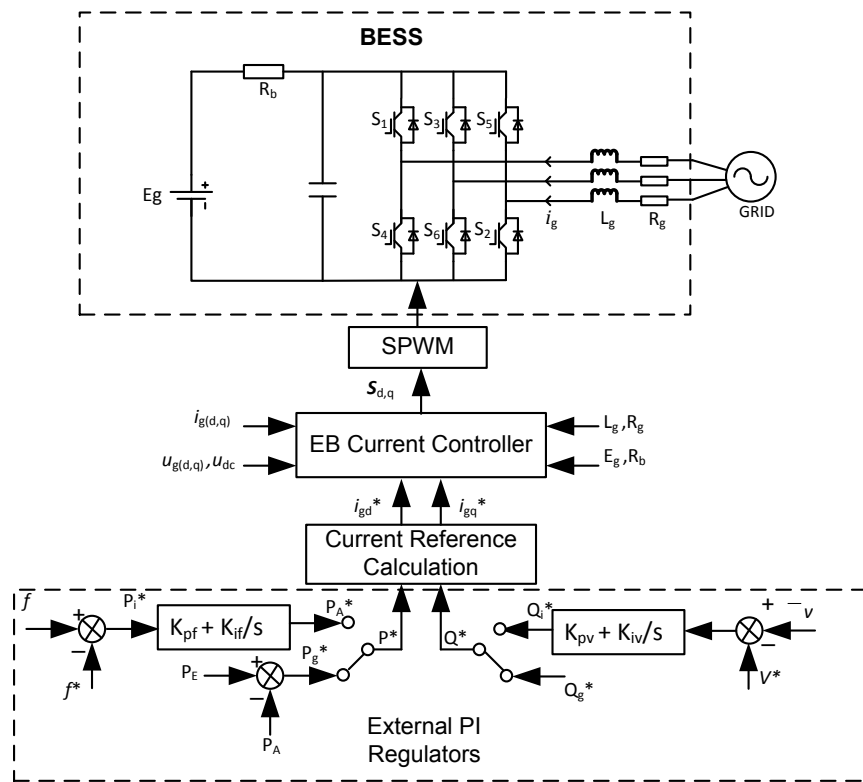 BESS
R_b
S_1 S_3 S_5
Eg
+
-
S_4 S_6 S_2
i_g L_g R_g
GRID
SPWM
S_d,q
i_g(d,q)
L_g,R_g
EB Current Controller
u_g(d,q),u_dc
E_g,R_b
i_gd* i_gq*
Current Reference
Calculation
f + P_i* K_pf + K_if/s P_A*
−
f*
P_E + P_g* P*
−
P_A
Q* Q_i* K_pv + K_iv/s + − v
−
V*
Q_g*
External PI
Regulators